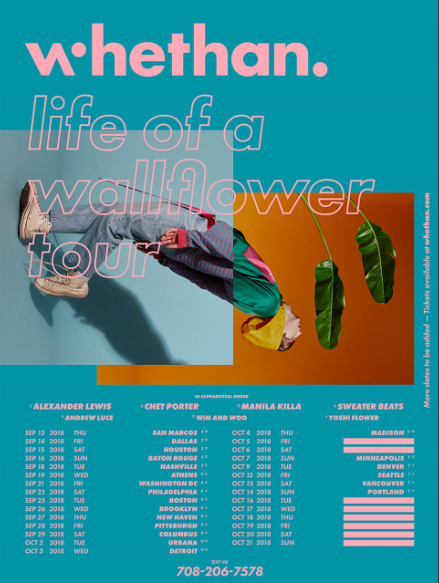 whethan.
life of a
wallflower
tour
More dates to be added — Tickets available at whethan.com
IN ALPHABETICAL ORDER
ALEXANDER LEWIS CHET PORTER MANILA KILLA SWEATER BEATS
ANDREW LUCE WIN AND WOO YOSHI FLOWER
SEP 13 2018 THU SAN MARCOS
SEP 14 2018 FRI DALLAS
SEP 15 2018 SAT HOUSTON
SEP 16 2018 SUN BATON ROUGE
SEP 18 2018 TUE NASHVILLE
SEP 19 2018 WED ATHENS
SEP 21 2018 FRI WASHINGTON DC
SEP 22 2018 SAT PHILADELPHIA
SEP 25 2018 TUE BOSTON
SEP 26 2018 WED BROOKLYN
SEP 27 2018 THU NEW HAVEN
SEP 28 2018 FRI PITTSBURGH
SEP 29 2018 SAT COLUMBUS
OCT 2 2018 TUE URBANA
OCT 3 2018 WED DETROIT
OCT 4 2018 THU MADISON
OCT 5 2018 FRI
OCT 6 2018 SAT
OCT 7 2018 SUN MINNEAPOLIS
OCT 9 2018 TUE DENVER
OCT 12 2018 FRI SEATTLE
OCT 13 2018 SAT VANCOUVER
OCT 14 2018 SUN PORTLAND
OCT 16 2018 TUE
OCT 17 2018 WED
OCT 18 2018 THU
OCT 19 2018 FRI
OCT 20 2018 SAT
OCT 21 2018 SUN
TEXT ME
708-206-7578